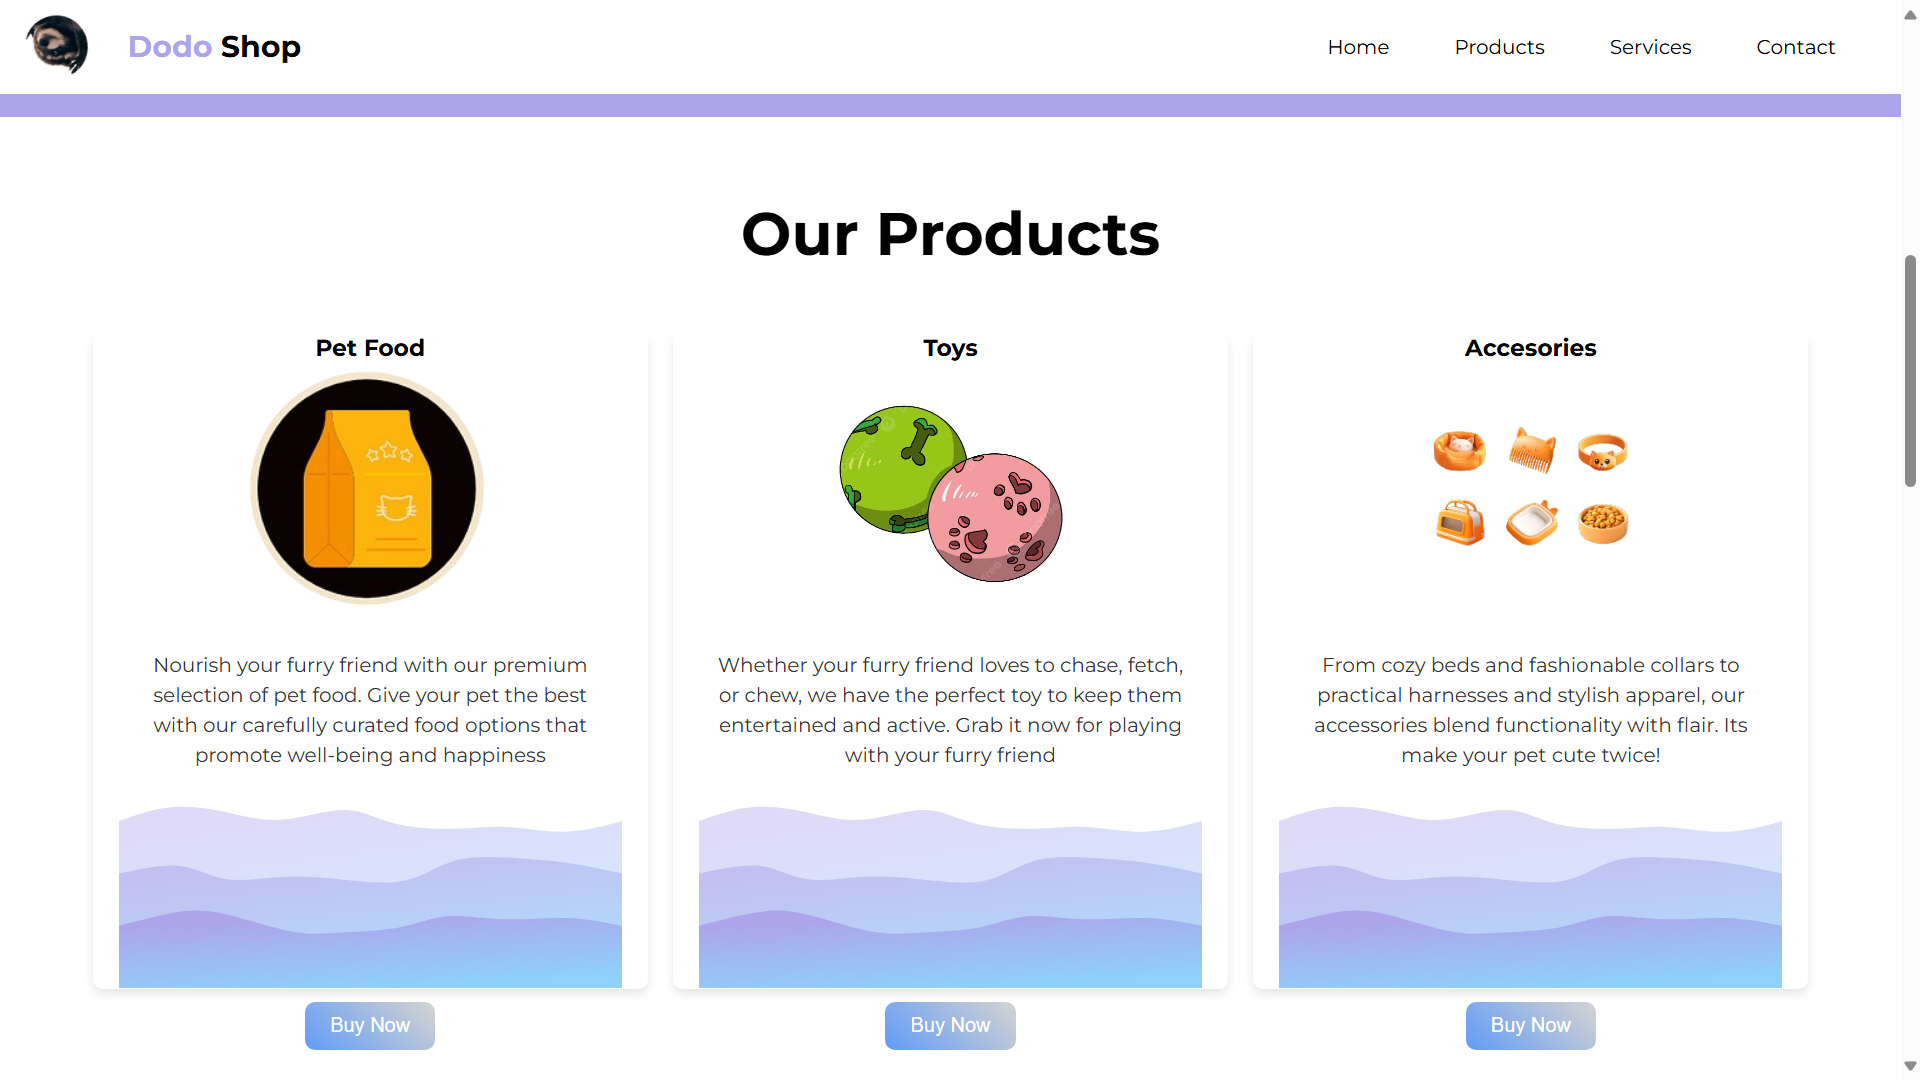 Dodo Shop
Home
Products
Services
Contact
Our Products
Pet Food
Toys
Accesories
Nourish your furry friend with our premium
selection of pet food. Give your pet the best
with our carefully curated food options that
promote well-being and happiness
Whether your furry friend loves to chase, fetch,
or chew, we have the perfect toy to keep them
entertained and active. Grab it now for playing
with your furry friend
From cozy beds and fashionable collars to
practical harnesses and stylish apparel, our
accessories blend functionality with flair. Its
make your pet cute twice!
Buy Now
Buy Now
Buy Now